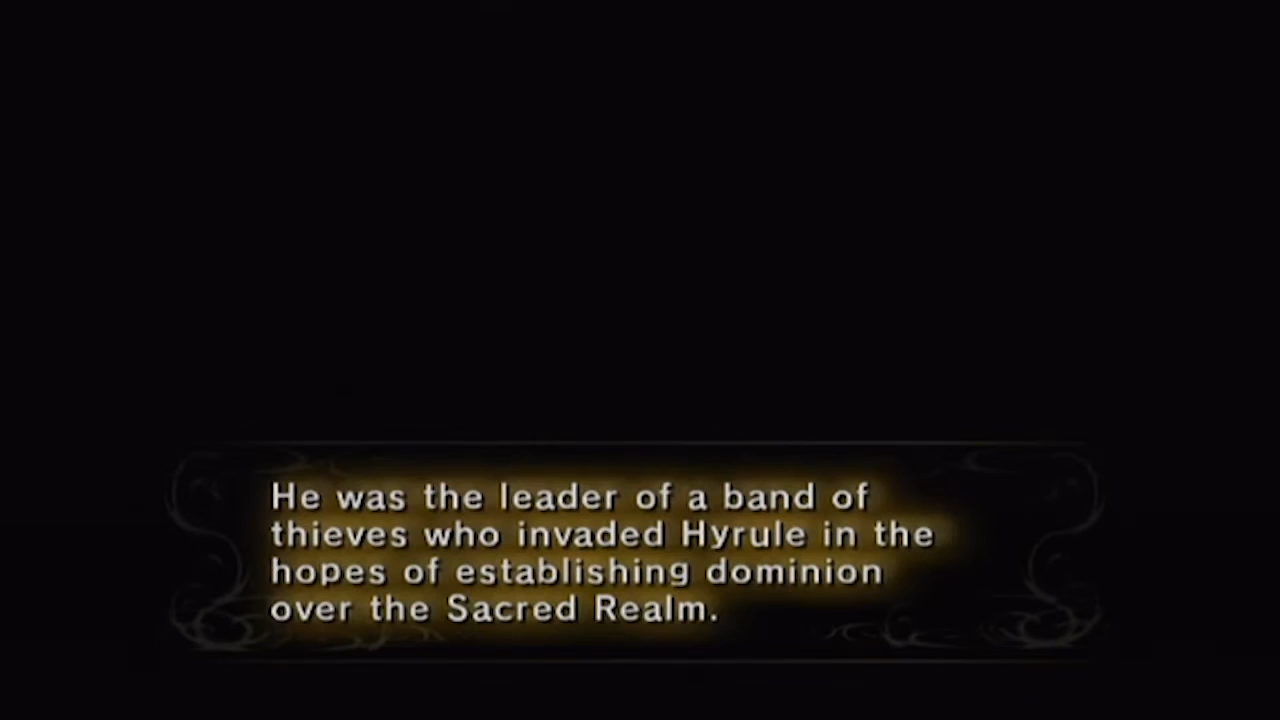 He was the leader of a band of
thieves who invaded Hyrule in the
hopes of establishing dominion
over the Sacred Realm.